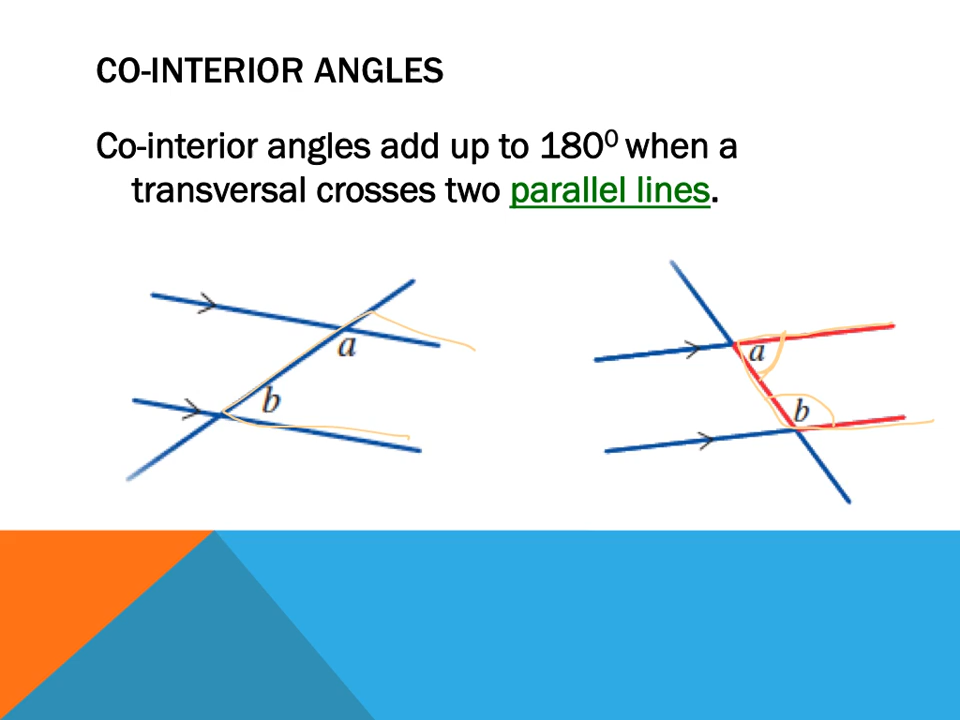 CO-INTERIOR ANGLES
Co-interior angles add up to 180⁰ when a
transversal crosses two parallel lines.
a
b
a
b